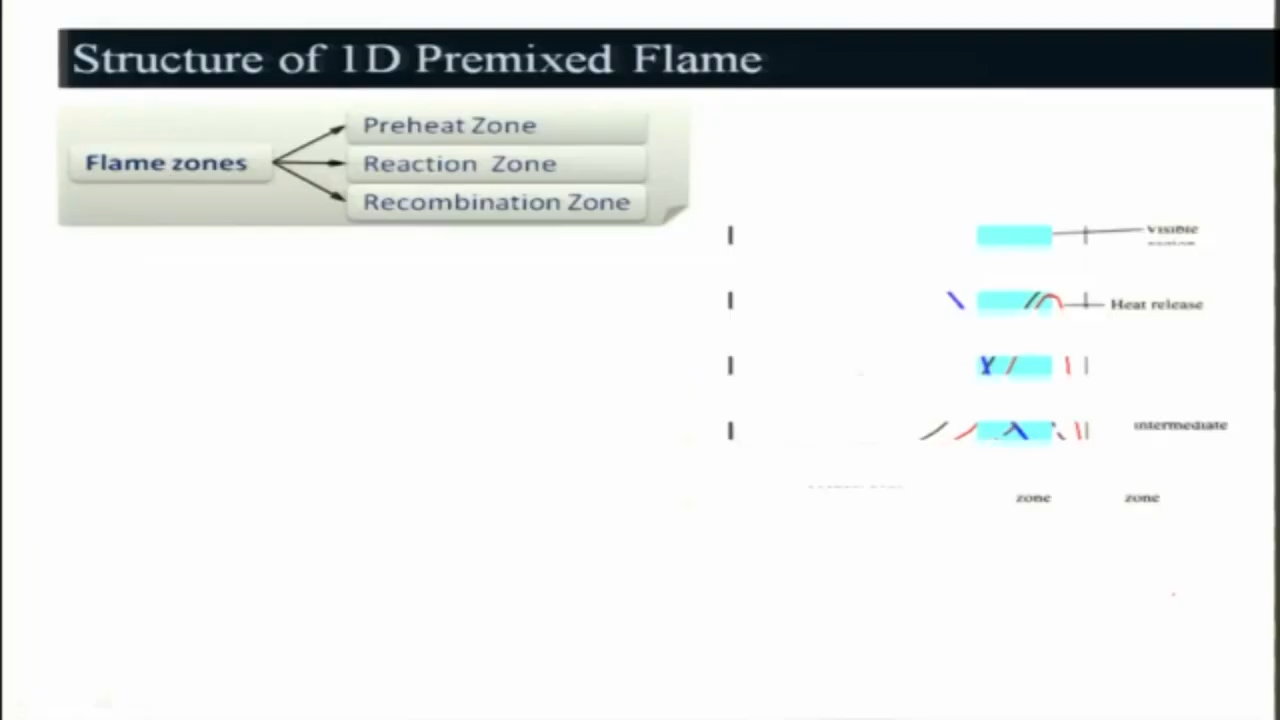 Structure of 1D Premixed Flame
Flame zones
Preheat Zone
Reaction Zone
Recombination Zone
Visible
Heat release
intermediate
zone
zone